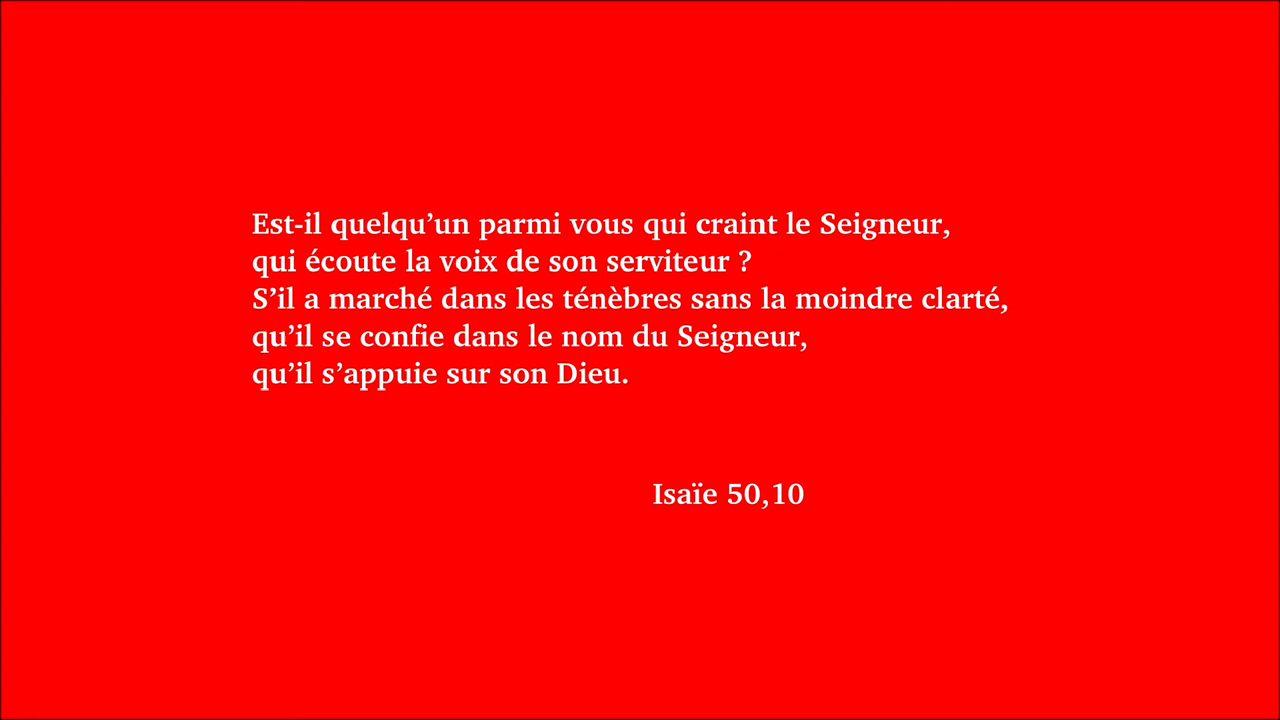 Est-il quelqu’un parmi vous qui craint le Seigneur,
qui écoute la voix de son serviteur ?
S’il a marché dans les ténèbres sans la moindre clarté,
qu’il se confie dans le nom du Seigneur,
qu’il s’appuie sur son Dieu.
Isaïe 50,10